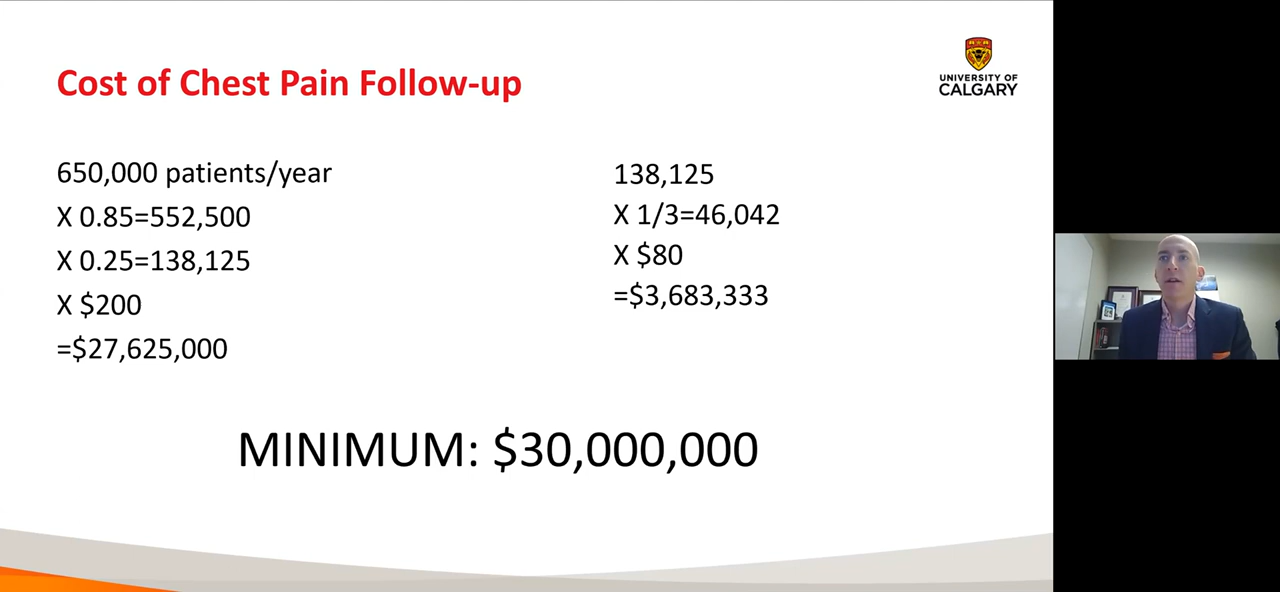 Cost of Chest Pain Follow-up
UNIVERSITY OF
CALGARY
650,000 patients/year
X 0.85=552,500
X 0.25=138,125
X $200
=$27,625,000
138,125
X 1/3=46,042
X $80
=$3,683,333
MINIMUM: $30,000,000